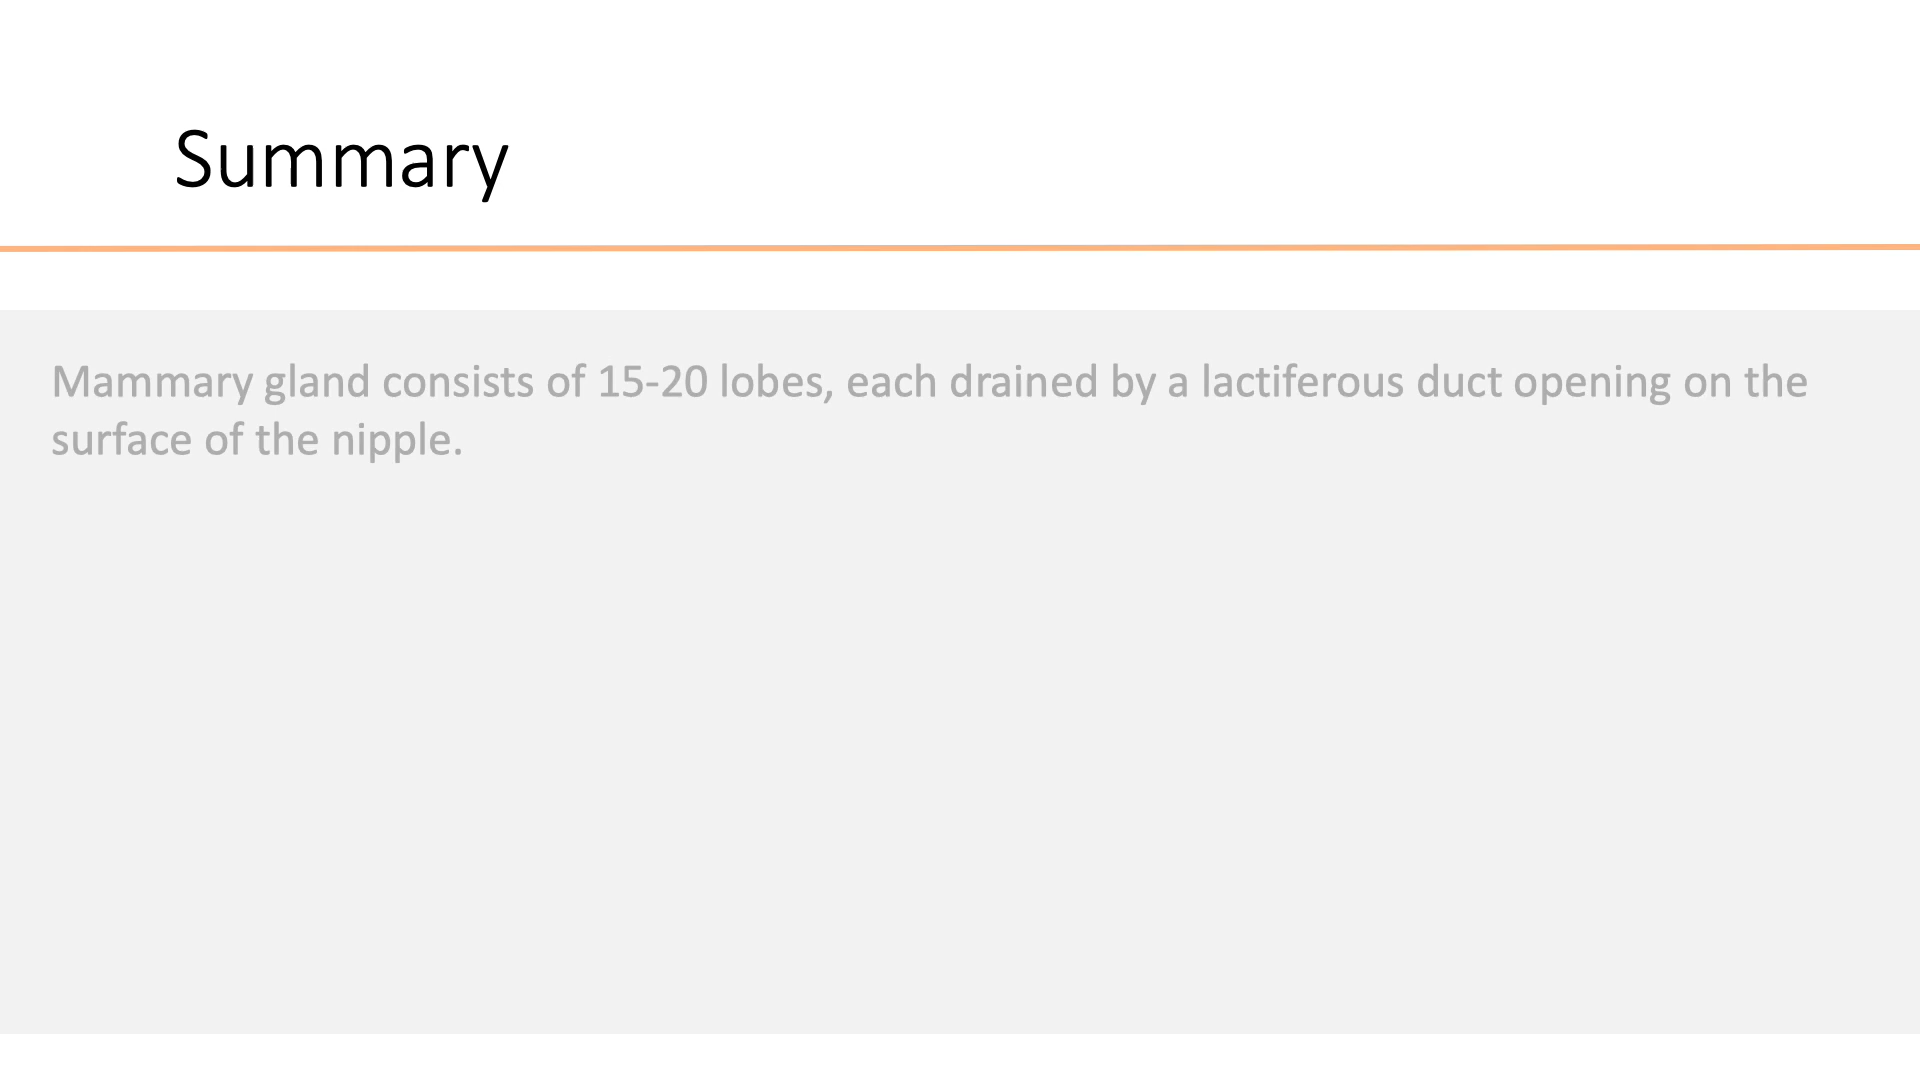 Summary
Mammary gland consists of 15-20 lobes, each drained by a lactiferous duct opening on the
surface of the nipple.